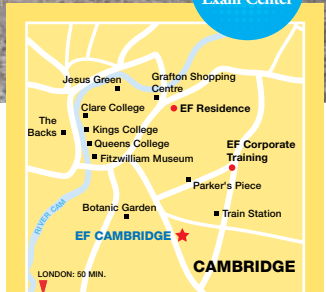 Exam Center
Jesus Green
Grafton Shopping
Centre
Clare College
EF Residence
The
Backs
Kings College
Queens College
EF Corporate
Training
Fitzwilliam Museum
Parker's Piece
Botanic Garden
Train Station
RIVER CAM
EF CAMBRIDGE
CAMBRIDGE
LONDON: 50 MIN.